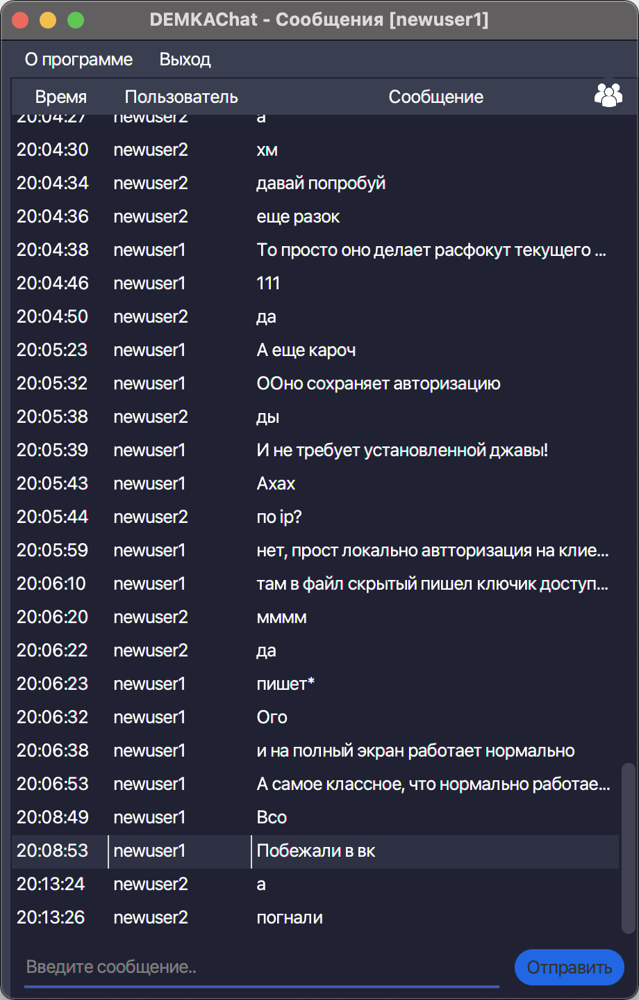 DEMKAChat - Сообщения [newuser1]
О программе Выход
Время Пользователь Сообщение
20:04:27 newuser2 а
20:04:30 newuser2 хм
20:04:34 newuser2 давай попробуй
20:04:36 newuser2 еще разок
20:04:38 newuser1 То просто оно делает расфокут текущего ...
20:04:46 newuser1 111
20:04:50 newuser2 да
20:05:23 newuser1 А еще кароч
20:05:32 newuser1 ООно сохраняет авторизацию
20:05:38 newuser2 ды
20:05:39 newuser1 И не требует установленной джавы!
20:05:43 newuser1 Ахах
20:05:44 newuser2 по ip?
20:05:59 newuser1 нет, прост локально автторизация на клие...
20:06:10 newuser1 там в файл скрытый пишел ключик доступ...
20:06:20 newuser2 мммм
20:06:22 newuser2 да
20:06:23 newuser1 пишет*
20:06:32 newuser1 Ого
20:06:38 newuser1 и на полный экран работает нормально
20:06:53 newuser1 А самое классное, что нормально работае...
20:08:49 newuser1 Всо
20:08:53 newuser1 Побежали в вк
20:13:24 newuser2 а
20:13:26 newuser2 погнали
Введите сообщение.. Отправить